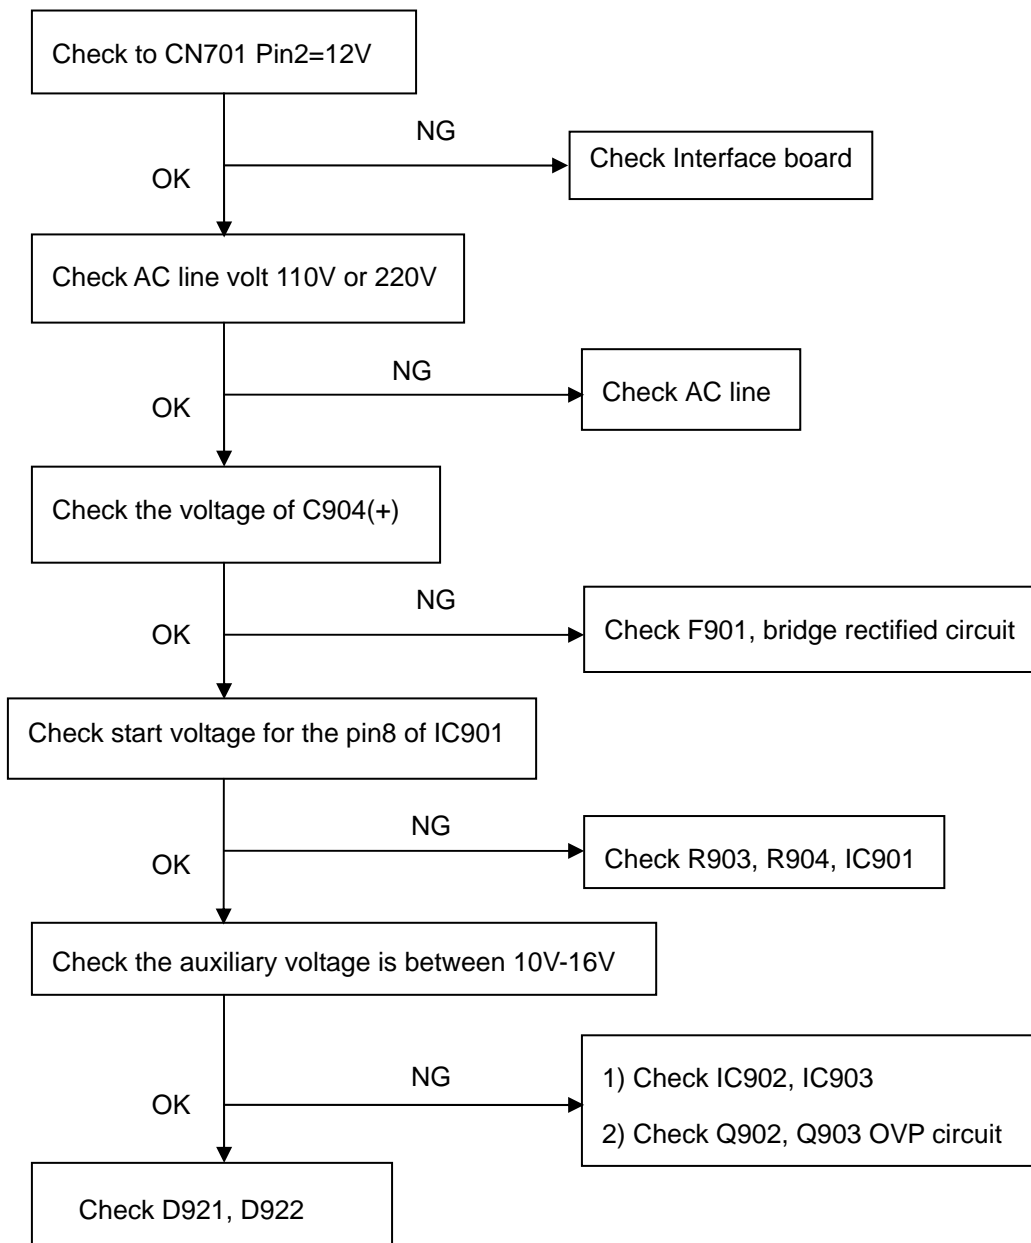 Check to CN701 Pin2=12V
NG
Check Interface board
OK
Check AC line volt 110V or 220V
NG
Check AC line
OK
Check the voltage of C904(+)
NG
Check F901, bridge rectified circuit
OK
Check start voltage for the pin8 of IC901
NG
Check R903, R904, IC901
OK
Check the auxiliary voltage is between 10V-16V
NG
1) Check IC902, IC903
2) Check Q902, Q903 OVP circuit
OK
Check D921, D922